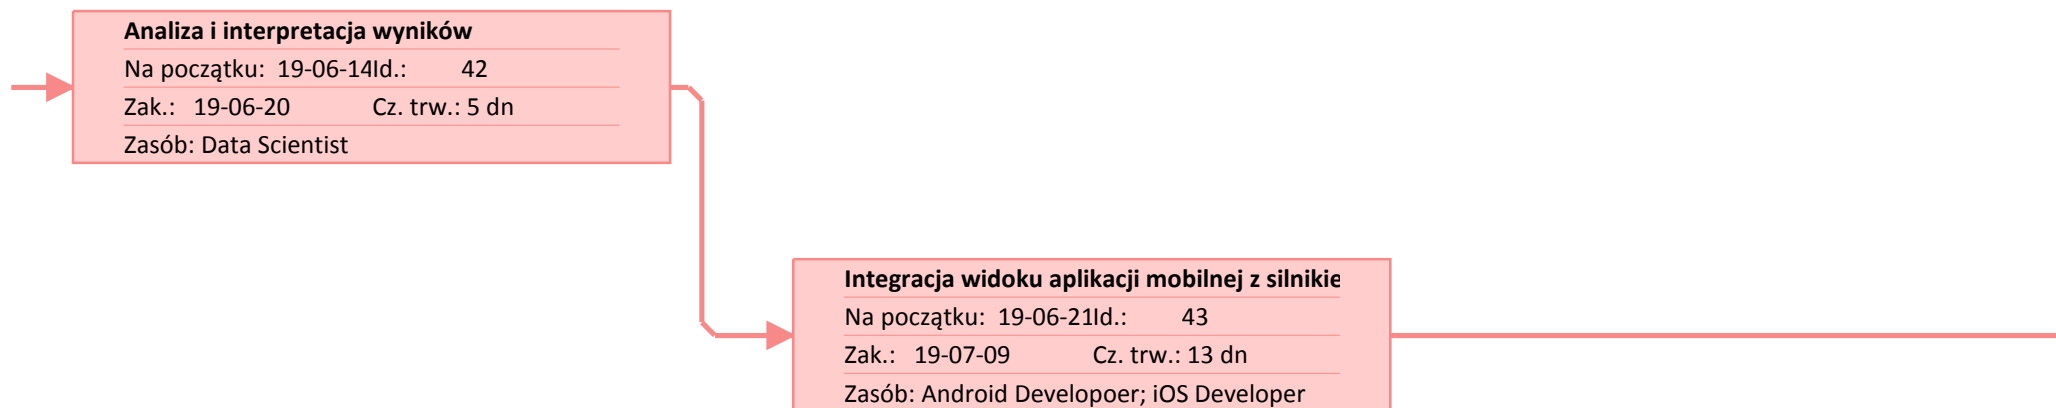 Analiza i interpretacja wyników
Na początku: 19-06-14Id.: 42
Zak.: 19-06-20 Cz. trw.: 5 dn
Zasób: Data Scientist
Integracja widoku aplikacji mobilnej z silnikie
Na początku: 19-06-21Id.: 43
Zak.: 19-07-09 Cz. trw.: 13 dn
Zasób: Android Developoer; iOS Developer